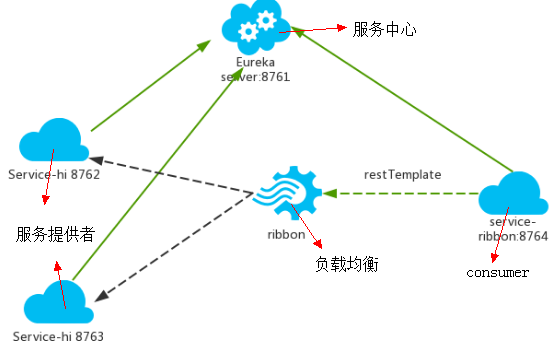 服务中心
Eureka
server:8761
Service-hi 8762
restTemplate
服务提供者
ribbon
service-
ribbon:8764
负载均衡
consumer
Service-hi 8763